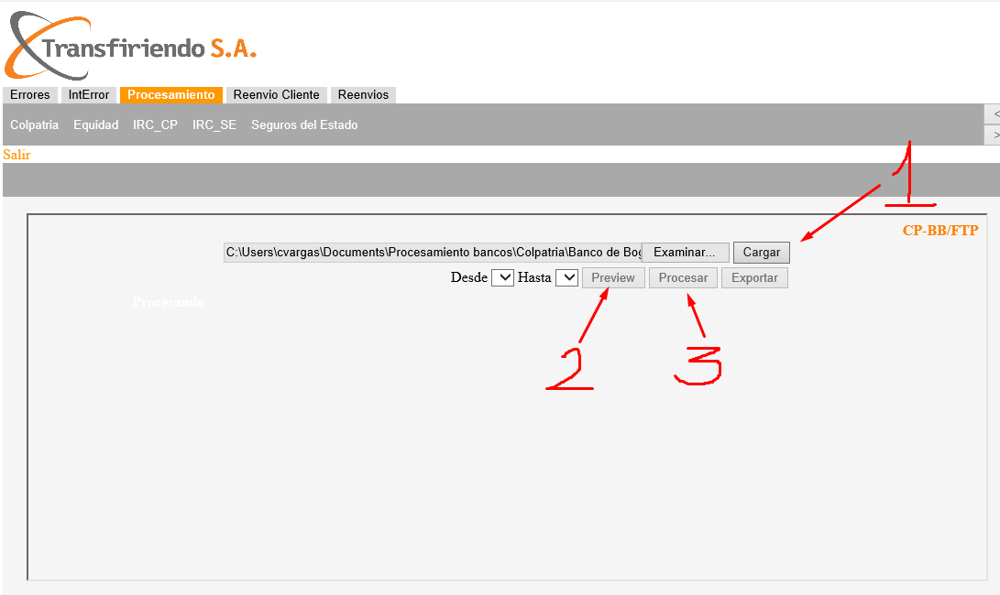 Transfiriendo S.A.
Errores IntError Procesamiento Reenvio Cliente Reenvios
Colpatria Equidad IRC_CP IRC_SE Seguros del Estado
<
>
Salir
1
CP-BB/FTP
C:\Users\cvargas\Documents\Procesamiento bancos\Colpatria\Banco de Bog Examinar... Cargar
Desde Hasta Preview Procesar Exportar
Procesando
2 3